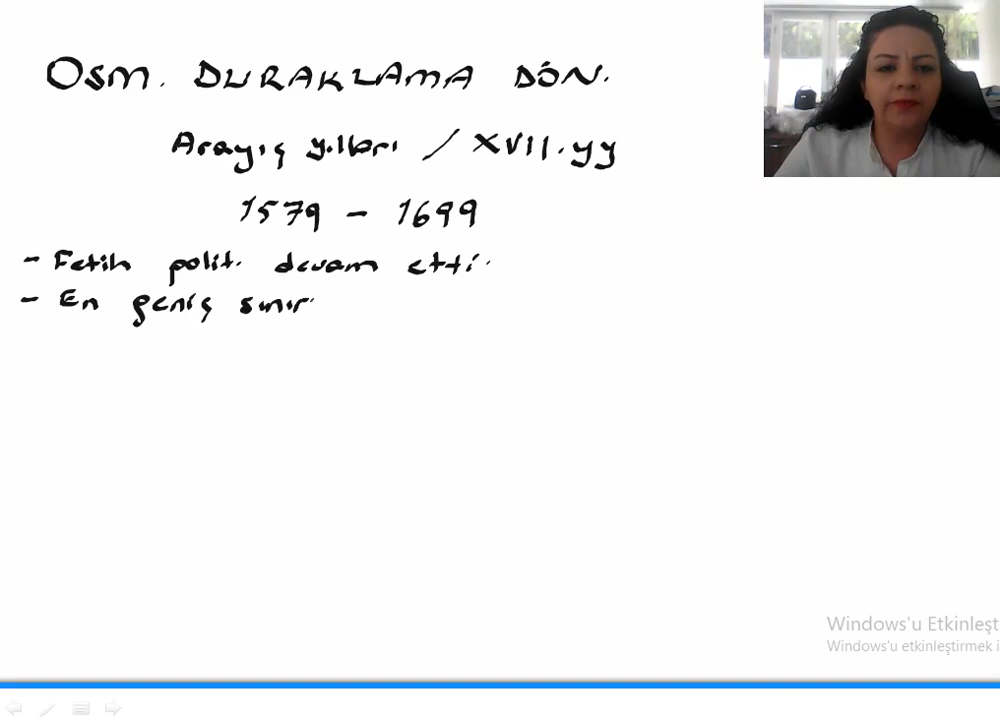 Osm. DURAKLAMA DÖN.
Arayış yılları / XVII.yy
1579 - 1699
- Fetih polit. devam etti.
- En geniş sınır
Windows'u Etkinleşt
Windows'u etkinleştirmek i